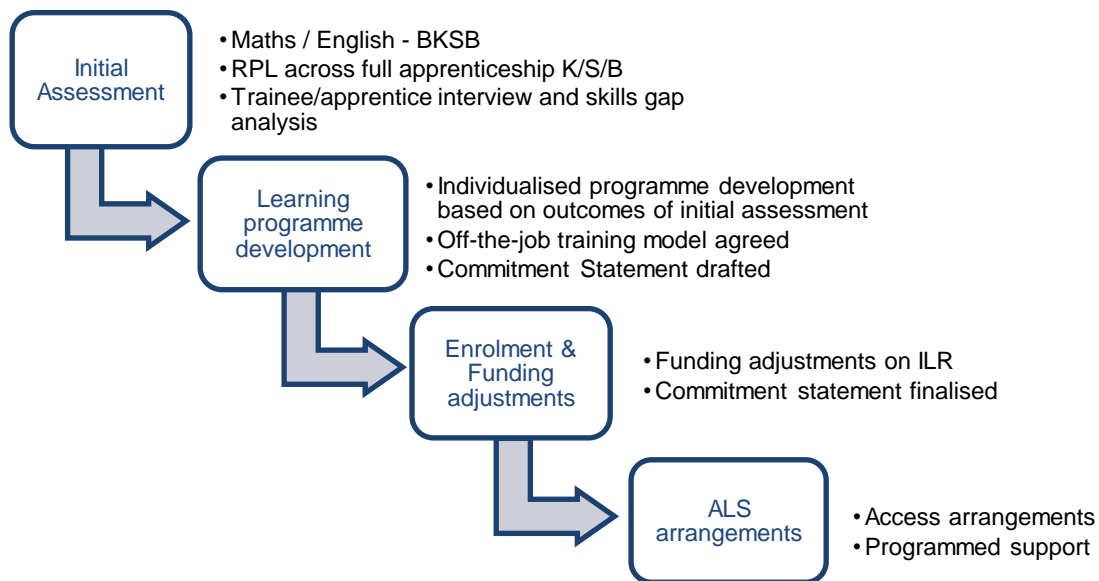 Initial
Assessment
• Maths / English - BKSB
• RPL across full apprenticeship K/S/B
• Trainee/apprentice interview and skills gap
analysis
Learning
programme
development
• Individualised programme development
based on outcomes of initial assessment
• Off-the-job training model agreed
• Commitment Statement drafted
Enrolment &
Funding
adjustments
• Funding adjustments on ILR
• Commitment statement finalised
ALS
arrangements
• Access arrangements
• Programmed support